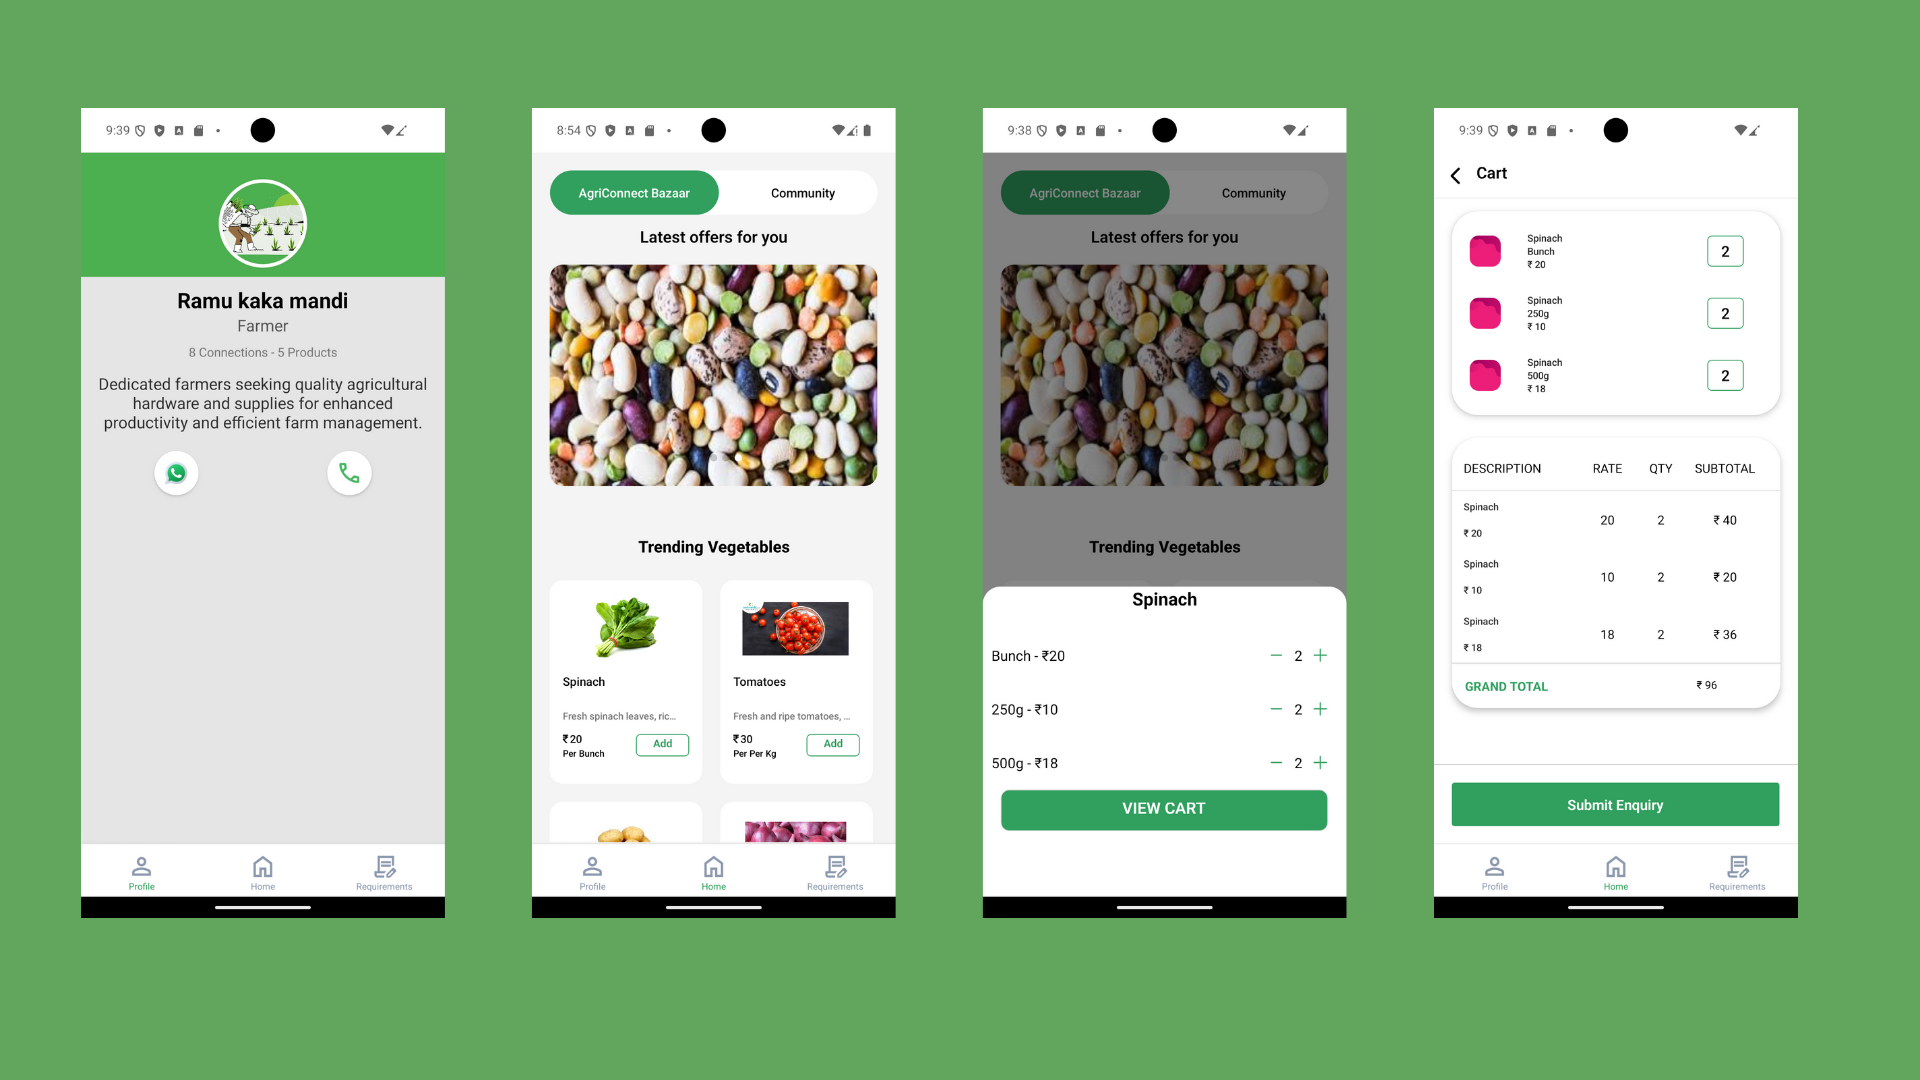 9:39
Ramu kaka mandi
Farmer
8 Connections - 5 Products
Dedicated farmers seeking quality agricultural
hardware and supplies for enhanced
productivity and efficient farm management.
Profile
Home
Requirements
8:54
AgriConnect Bazaar
Community
Latest offers for you
Trending Vegetables
Spinach
Fresh spinach leaves, ric...
₹20
Per Bunch
Add
Tomatoes
Fresh and ripe tomatoes, ...
₹30
Per Per Kg
Add
Profile
Home
Requirements
9:38
AgriConnect Bazaar
Community
Latest offers for you
Trending Vegetables
Spinach
Bunch - ₹20
2
250g - ₹10
2
500g - ₹18
2
VIEW CART
9:39
Cart
Spinach
Bunch
₹ 20
2
Spinach
250g
₹ 10
2
Spinach
500g
₹ 18
2
DESCRIPTION RATE QTY SUBTOTAL
Spinach
₹ 20
20 2 ₹ 40
Spinach
₹ 10
10 2 ₹ 20
Spinach
₹ 18
18 2 ₹ 36
GRAND TOTAL ₹ 96
Submit Enquiry
Profile
Home
Requirements